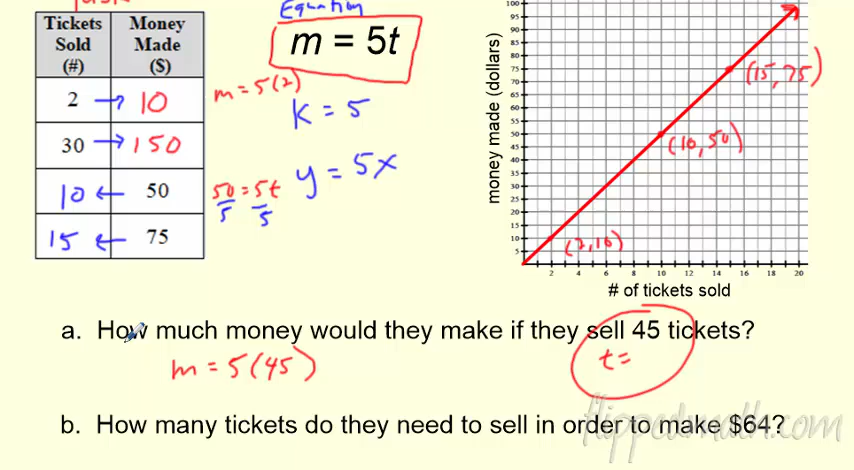 Equation
m = 5t
Tickets Sold (#) Money Made ($)
2 → 10
30 → 150
10 ← 50
15 ← 75
m = 5(2)
K = 5
y = 5x
50 = 5t
5 5
money made (dollars)
100
95
90
85
80
75
70
65
60
55
50
45
40
35
30
25
20
15
10
5
(15, 75)
(10, 50)
(2, 10)
2 4 6 8 10 12 14 16 18 20
# of tickets sold
a. How much money would they make if they sell 45 tickets?
m = 5(45) t =
b. How many tickets do they need to sell in order to make $64?
flippedmath.com